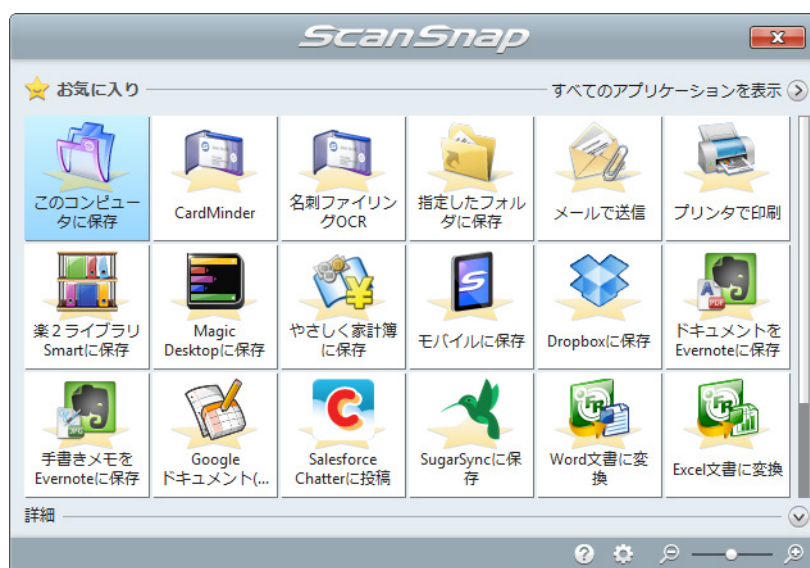 ScanSnap
お気に入り
すべてのアプリケーションを表示
このコンピュー
タに保存
CardMinder
名刺ファイリン
グOCR
指定したフォル
ダに保存
メールで送信
プリンタで印刷
楽２ライブラリ
Smartに保存
Magic
Desktopに保存
やさしく家計簿
に保存
モバイルに保存
Dropboxに保存
ドキュメントを
Evernoteに保存
手書きメモを
Evernoteに保存
Google
ドキュメント(...
Salesforce
Chatterに投稿
SugarSyncに保
存
Word文書に変
換
Excel文書に変換
詳細